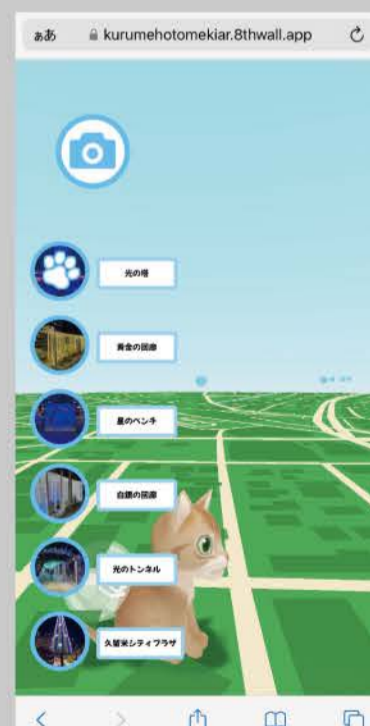 ぁあ kurumehotomekiar.8thwall.app
光の塔
黄金の回廊
星のベンチ
白銀の回廊
光のトンネル
久留米シティプラザ